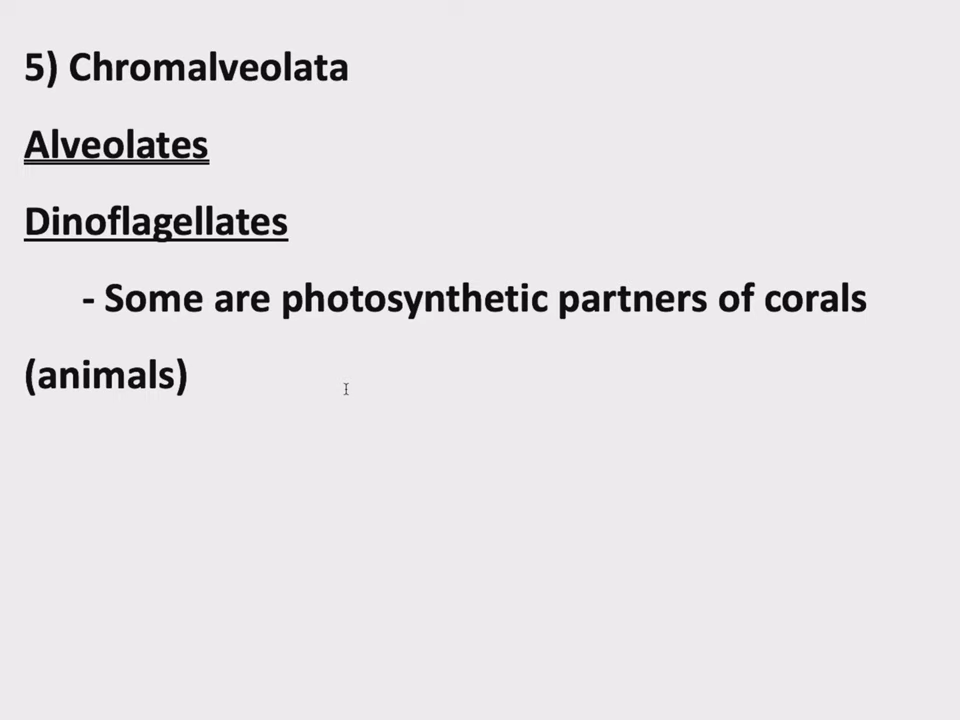 5) Chromalveolata
Alveolates
Dinoflagellates
- Some are photosynthetic partners of corals
(animals)